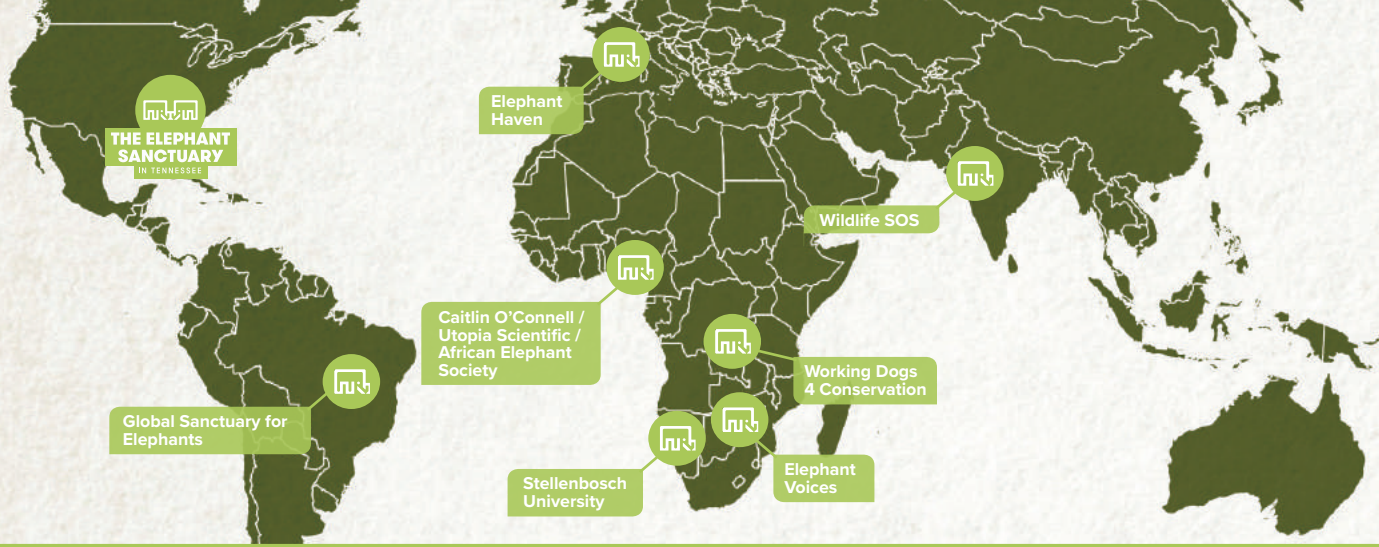 THE ELEPHANT
SANCTUARY
IN TENNESSEE
Elephant
Haven
Wildlife SOS
Caitlin O'Connell /
Utopia Scientific /
African Elephant
Society
Working Dogs
4 Conservation
Global Sanctuary for
Elephants
Elephant
Voices
Stellenbosch
University